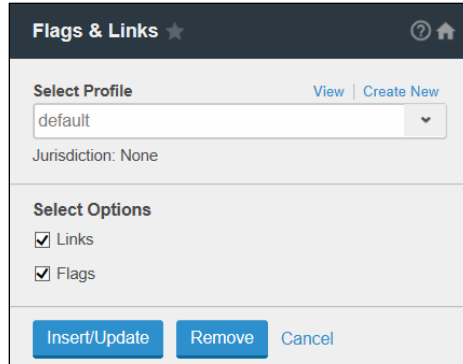 Flags & Links
Select Profile View | Create New
default
Jurisdiction: None
Select Options
Links
Flags
Insert/Update Remove Cancel